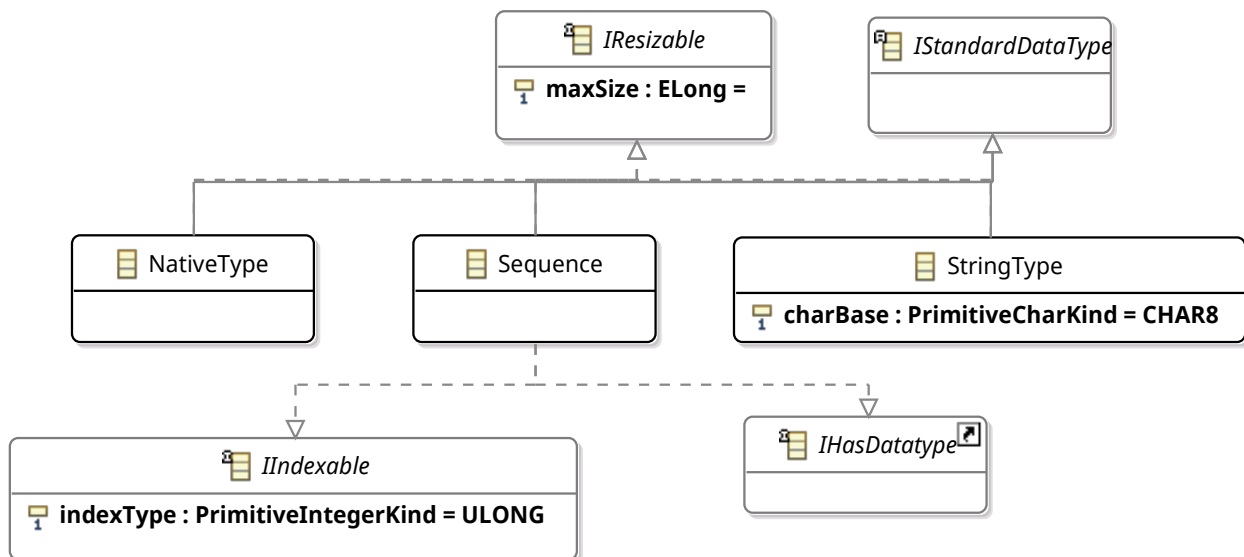 IResizable
maxSize : ELong =
IStandardDataType
NativeType
Sequence
StringType
charBase : PrimitiveCharKind = CHAR8
IIndexable
indexType : PrimitiveIntegerKind = ULONG
IHasDatatype